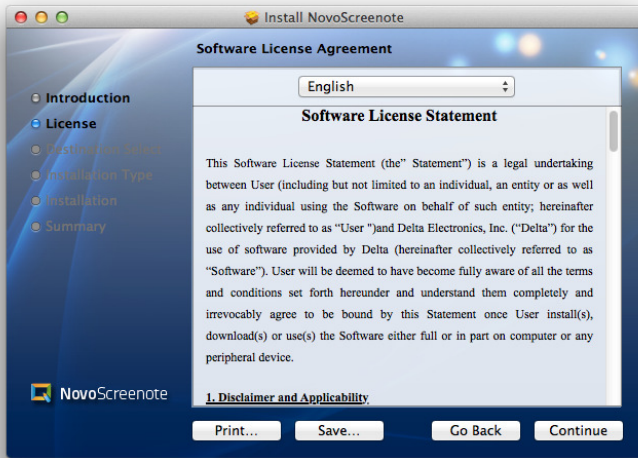 Install NovoScreenote
Software License Agreement
Introduction
License
Destination Select
Installation Type
Installation
Summary
English
Software License Statement
This Software License Statement (the” Statement”) is a legal undertaking
between User (including but not limited to an individual, an entity or as well
as any individual using the Software on behalf of such entity; hereinafter
collectively referred to as “User ”)and Delta Electronics, Inc. (“Delta”) for the
use of software provided by Delta (hereinafter collectively referred to as
“Software”). User will be deemed to have become fully aware of all the terms
and conditions set forth hereunder and understand them completely and
irrevocably agree to be bound by this Statement once User install(s),
download(s) or use(s) the Software either full or in part on computer or any
peripheral device.
1. Disclaimer and Applicability
NovoScreenote
Print...
Save...
Go Back
Continue